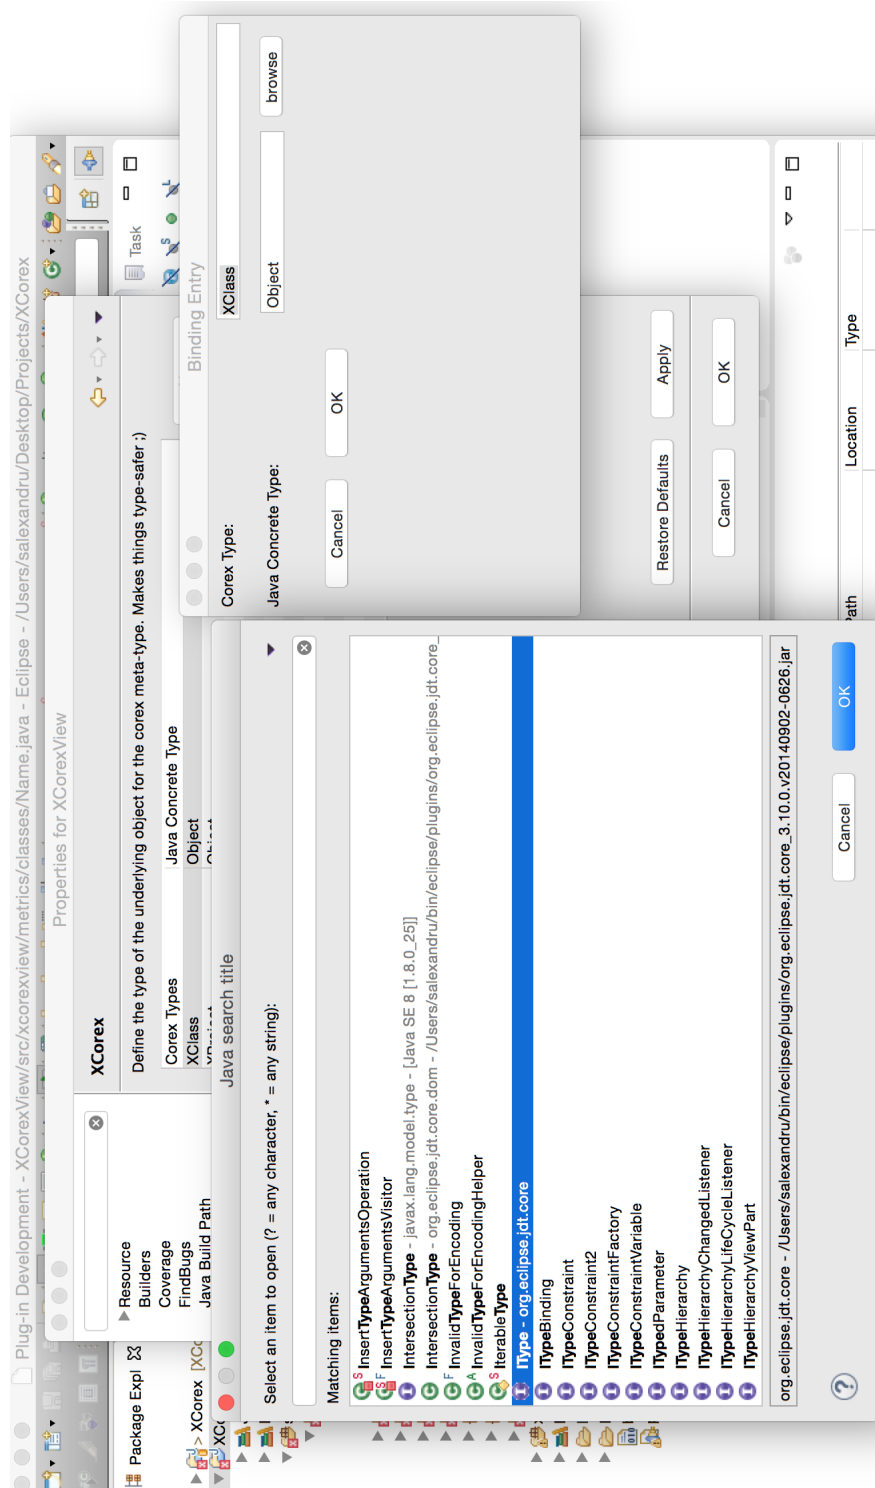 Plug-in Development - XCorexView/src/xcorexview/metrics/classes/Name.java - Eclipse - /Users/salexandru/Desktop/Projects/XCorex
Package Expl
Task
> XCorex [XCo
XCo
Properties for XCorexView
Resource
Builders
Coverage
FindBugs
Java Build Path
XCorex
Define the type of the underlying object for the corex meta-type. Makes things type-safer ;)
Corex Types
Java Concrete Type
XClass
Object
Restore Defaults
Apply
Cancel
OK
Binding Entry
Corex Type:
XClass
Java Concrete Type:
Object
browse
Cancel
OK
Java search title
Select an item to open (? = any character, * = any string):
Matching items:
InsertTypeArgumentsOperation
InsertTypeArgumentsVisitor
IntersectionType - javax.lang.model.type - [Java SE 8 [1.8.0_25]]
IntersectionType - org.eclipse.jdt.core.dom - /Users/salexandru/bin/eclipse/plugins/org.eclipse.jdt.core_
InvalidTypeForEncoding
InvalidTypeForEncodingHelper
IterableType
IType - org.eclipse.jdt.core
ITypeBinding
ITypeConstraint
ITypeConstraint2
ITypeConstraintFactory
ITypeConstraintVariable
ITypedParameter
ITypeHierarchy
ITypeHierarchyChangedListener
ITypeHierarchyLifeCycleListener
ITypeHierarchyViewPart
org.eclipse.jdt.core - /Users/salexandru/bin/eclipse/plugins/org.eclipse.jdt.core_3.10.0.v20140902-0626.jar
Cancel
OK
Path
Location
Type